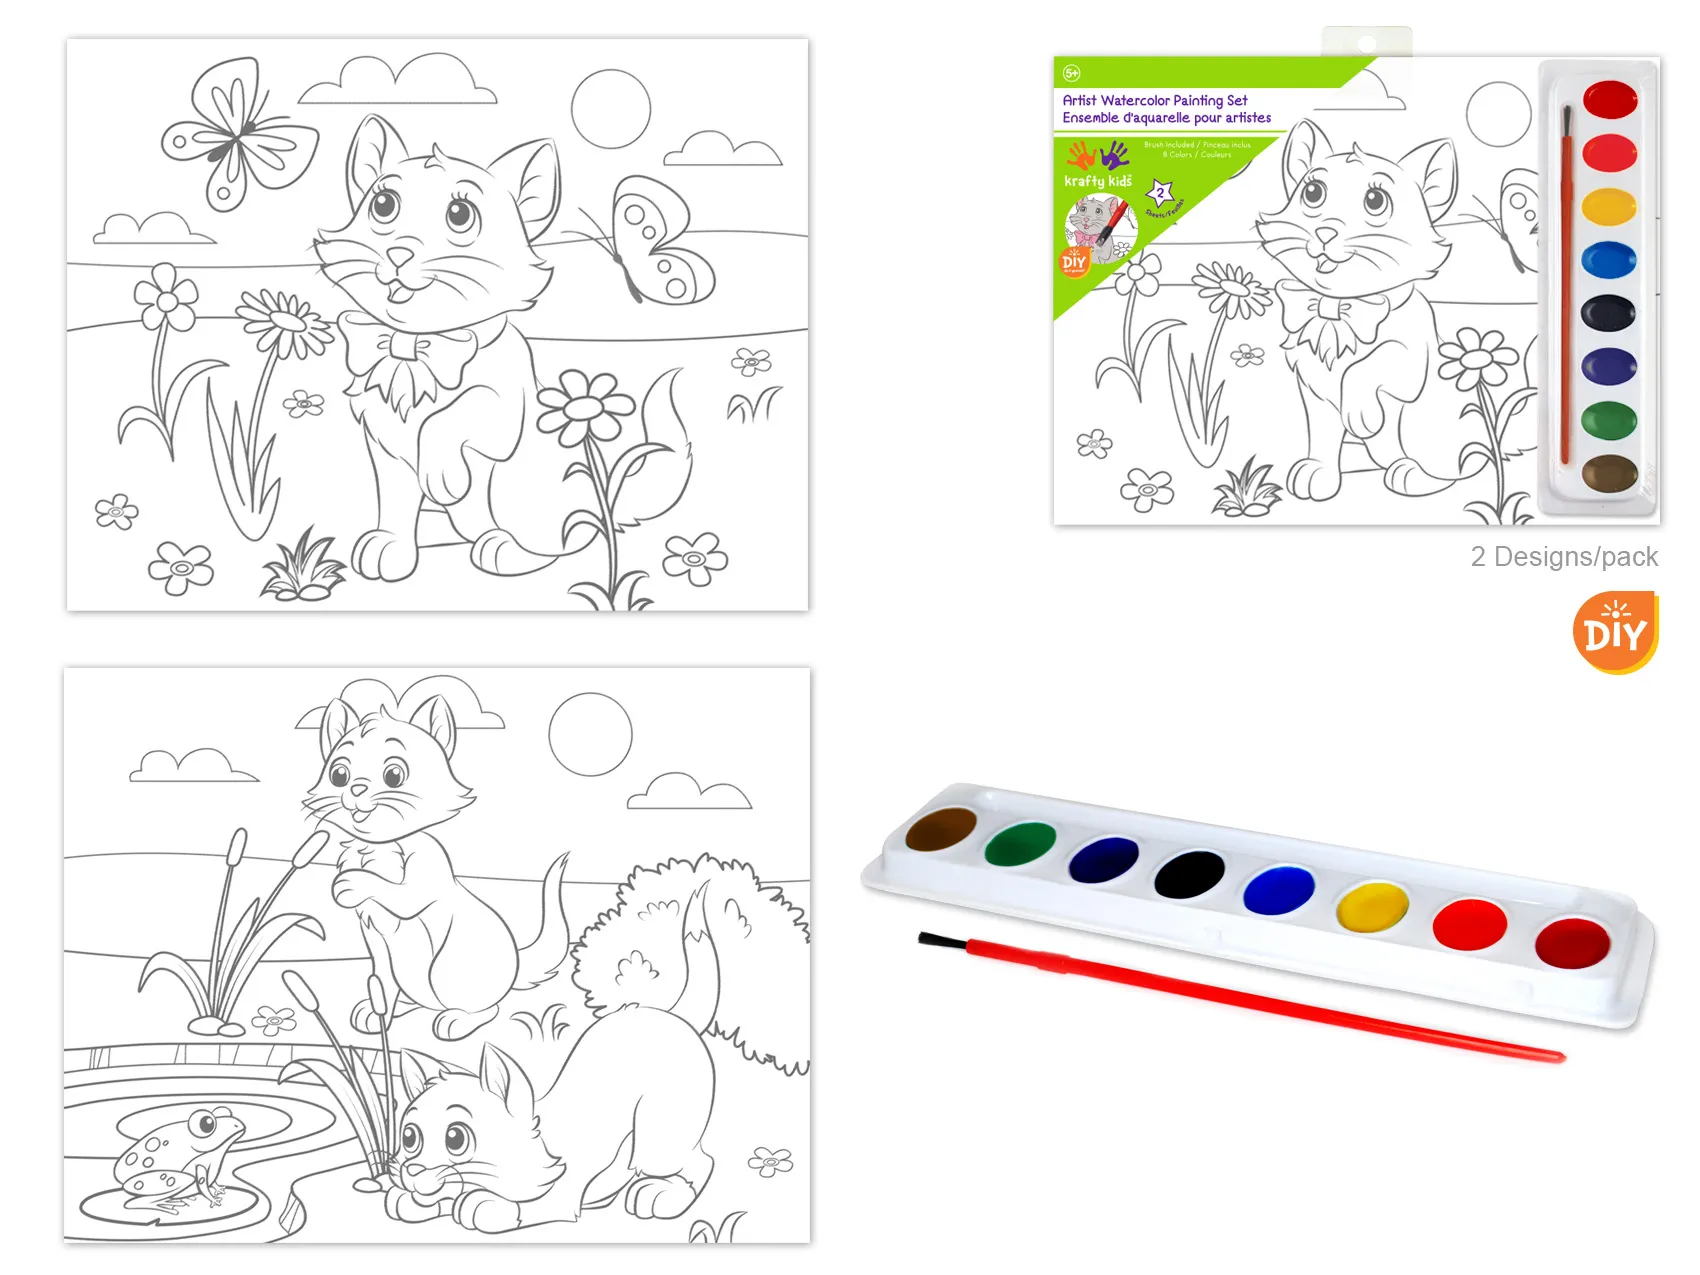 5+
Artist Watercolor Painting Set
Ensemble d'aquarelle pour artistes
Brush Included / Pinceau inclus
8 Colors / Couleurs
krafty kids
2
Sheets/Feuilles
DIY
2 Designs/pack
DIY